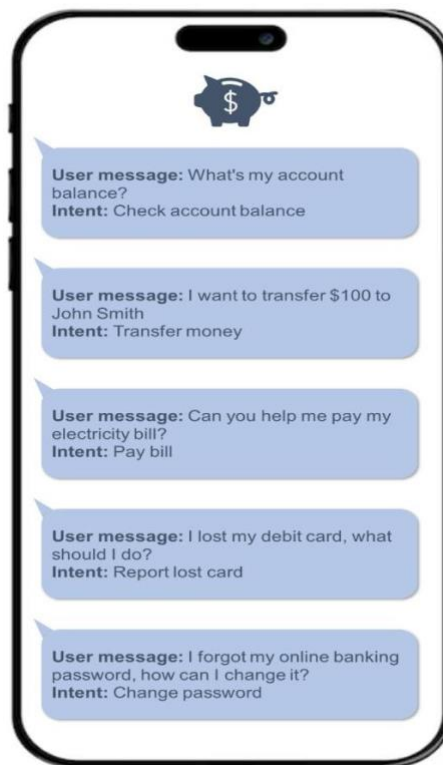 $
User message: What's my account
balance?
Intent: Check account balance
User message: I want to transfer $100 to
John Smith
Intent: Transfer money
User message: Can you help me pay my
electricity bill?
Intent: Pay bill
User message: I lost my debit card, what
should I do?
Intent: Report lost card
User message: I forgot my online banking
password, how can I change it?
Intent: Change password